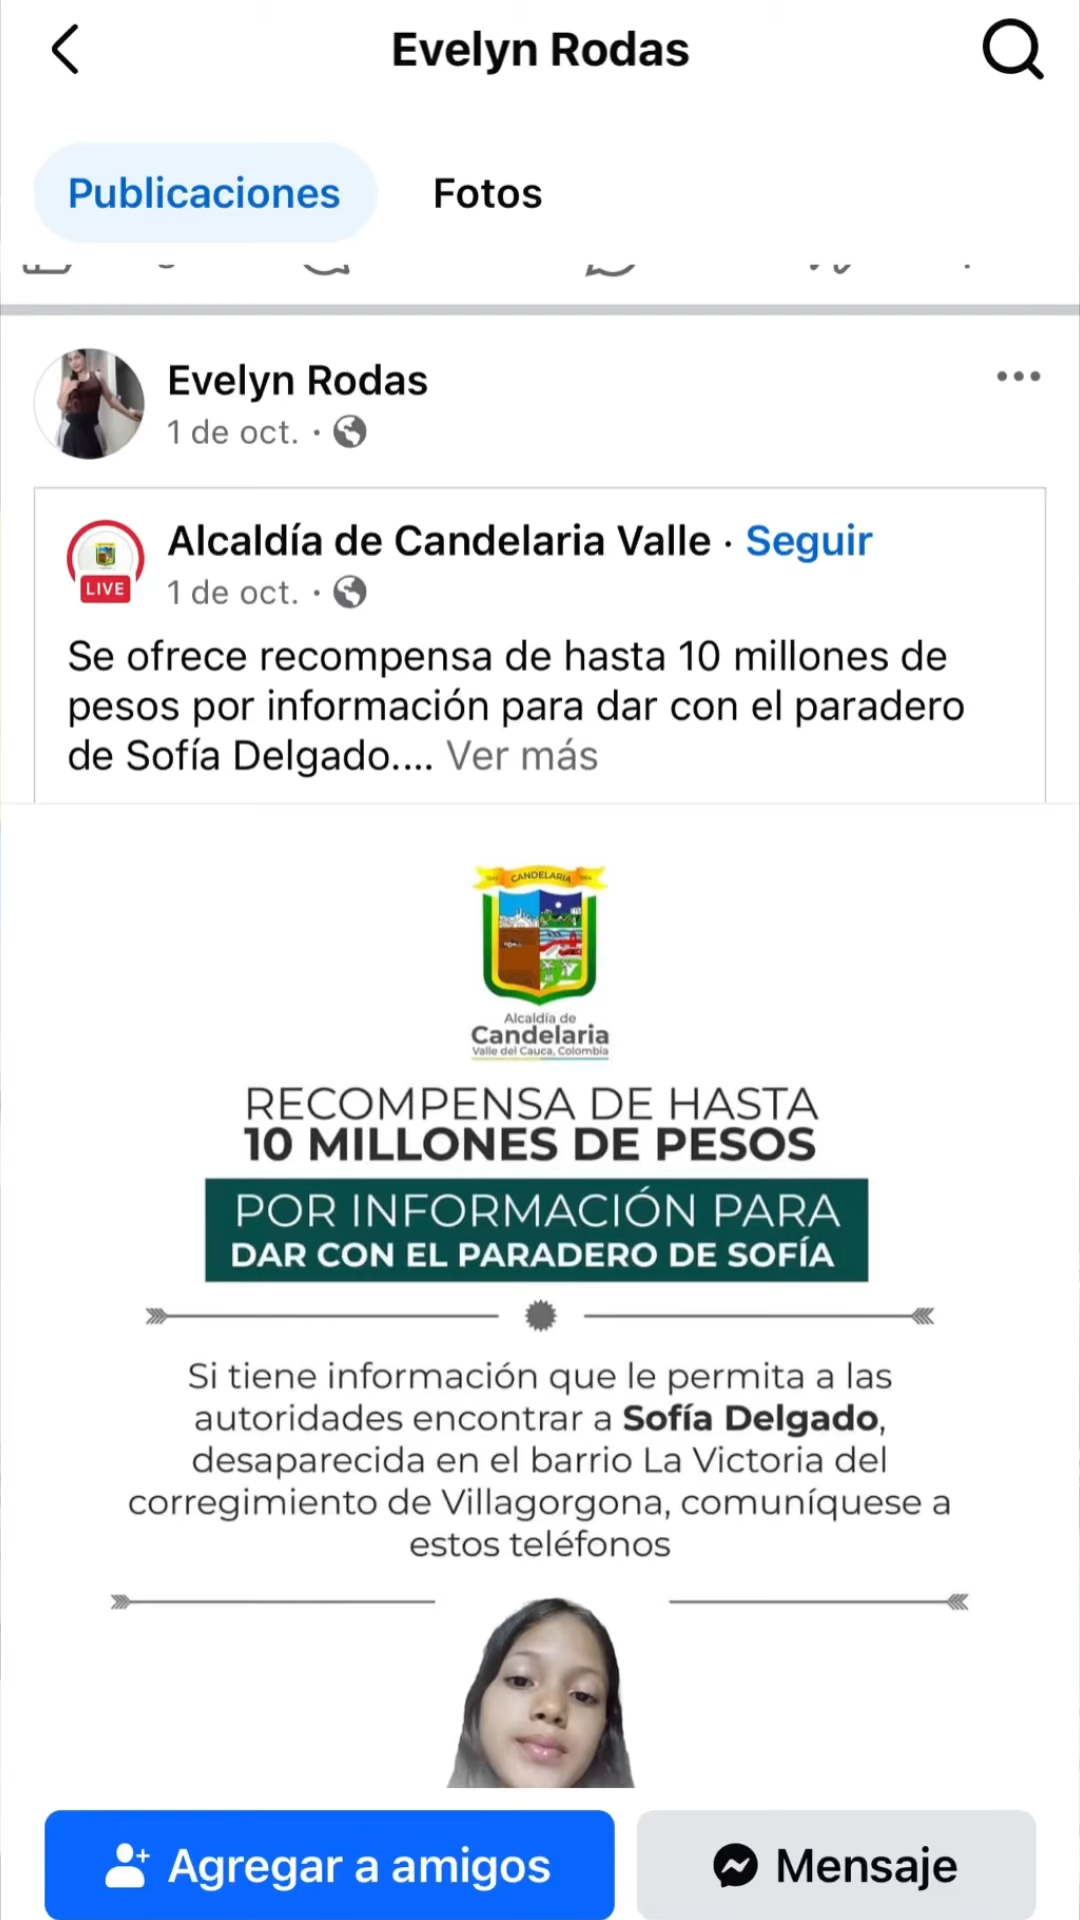 Evelyn Rodas
Publicaciones
Fotos
Evelyn Rodas
1 de oct. ·
Alcaldía de Candelaria Valle · Seguir
LIVE
1 de oct. ·
Se ofrece recompensa de hasta 10 millones de
pesos por información para dar con el paradero
de Sofía Delgado.... Ver más
CANDELARIA
Alcaldía de
Candelaria
Valle del Cauca, Colombia
RECOMPENSA DE HASTA
10 MILLONES DE PESOS
POR INFORMACIÓN PARA
DAR CON EL PARADERO DE SOFÍA
Si tiene información que le permita a las
autoridades encontrar a Sofía Delgado,
desaparecida en el barrio La Victoria del
corregimiento de Villagorgona, comuníquese a
estos teléfonos
Agregar a amigos
Mensaje